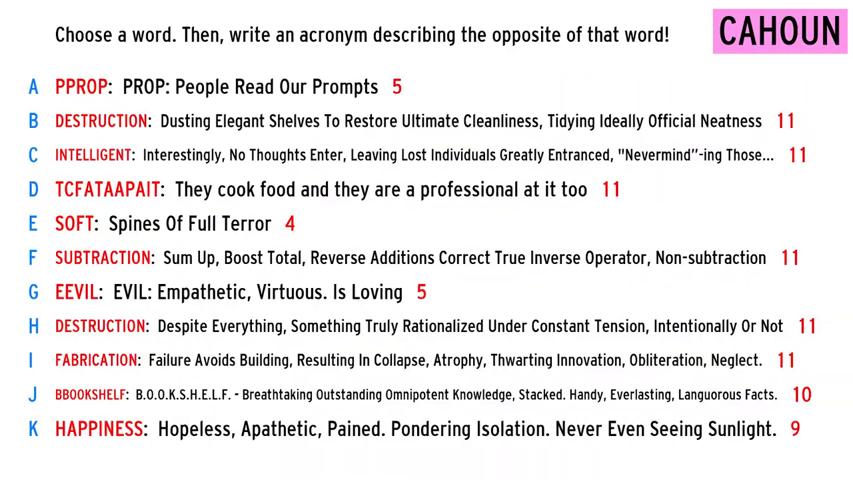 Choose a word. Then, write an acronym describing the opposite of that word!
CAHOUN
A PPROP: PROP: People Read Our Prompts 5
B DESTRUCTION: Dusting Elegant Shelves To Restore Ultimate Cleanliness, Tidying Ideally Official Neatness 11
C INTELLIGENT: Interestingly, No Thoughts Enter, Leaving Lost Individuals Greatly Entranced, "Nevermind"-ing Those... 11
D TCFATAAPAIT: They cook food and they are a professional at it too 11
E SOFT: Spines Of Full Terror 4
F SUBTRACTION: Sum Up, Boost Total, Reverse Additions Correct True Inverse Operator, Non-subtraction 11
G EEVIL: EVIL: Empathetic, Virtuous. Is Loving 5
H DESTRUCTION: Despite Everything, Something Truly Rationalized Under Constant Tension, Intentionally Or Not 11
I FABRICATION: Failure Avoids Building, Resulting In Collapse, Atrophy, Thwarting Innovation, Obliteration, Neglect. 11
J BBOOKSHELF: B.O.O.K.S.H.E.L.F. - Breathtaking Outstanding Omnipotent Knowledge, Stacked. Handy, Everlasting, Languorous Facts. 10
K HAPPINESS: Hopeless, Apathetic, Pained. Pondering Isolation. Never Even Seeing Sunlight. 9